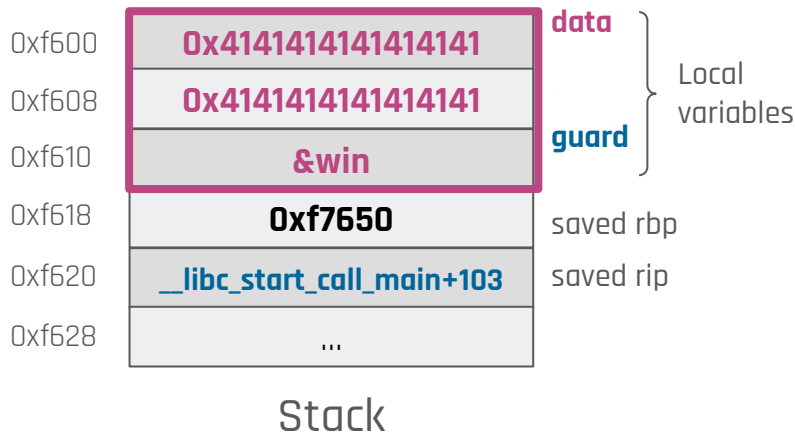 0xf600 0x4141414141414141 data
0xf608 0x4141414141414141
Local
variables
0xf610 &win guard
0xf618 0xf7650 saved rbp
0xf620 __libc_start_call_main+103 saved rip
0xf628 ...
Stack